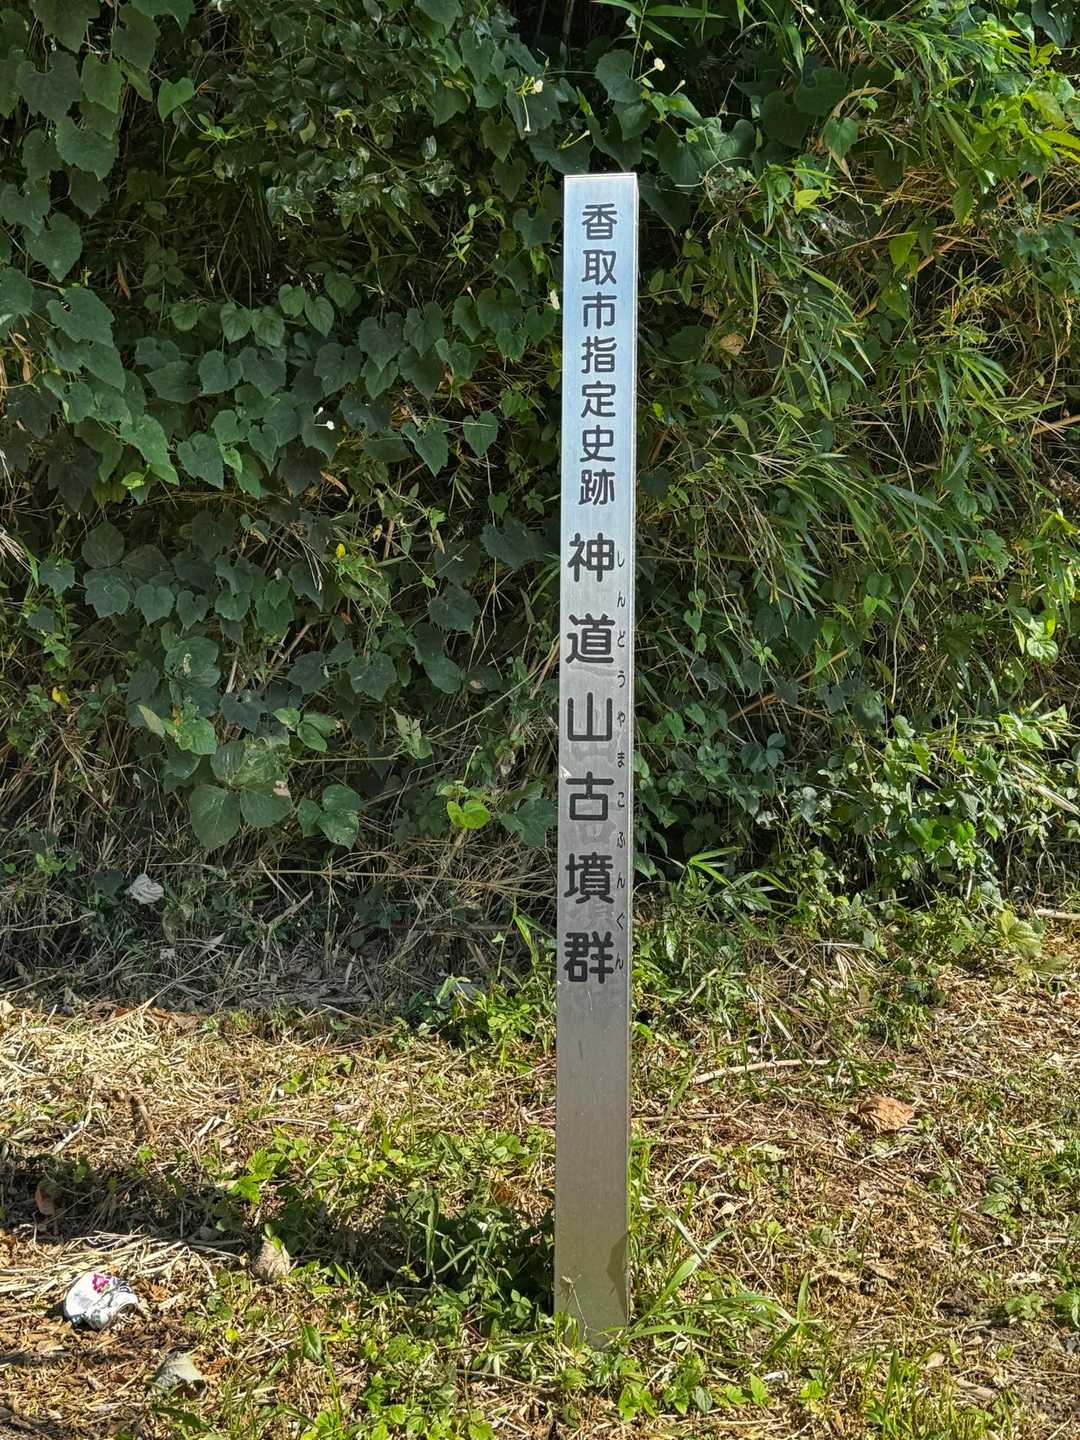 香取市指定史跡 神道山古墳群
しんどうやまこふんぐん